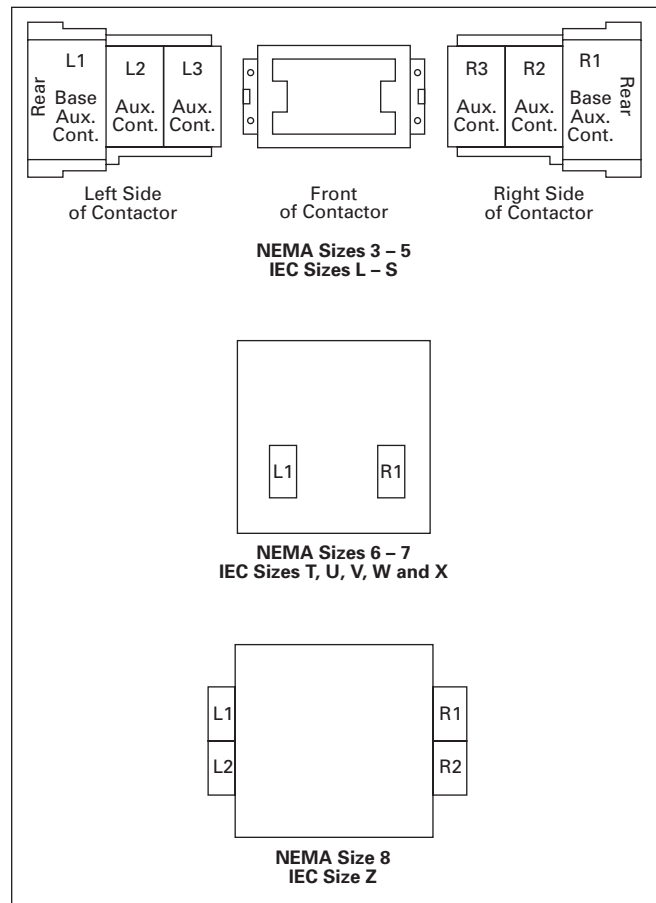 Rear
L1
Base
Aux.
Cont.
L2
Aux.
Cont.
L3
Aux.
Cont.
R3
Aux.
Cont.
R2
Aux.
Cont.
R1
Base
Aux.
Cont.
Rear
Left Side
of Contactor
Front
of Contactor
Right Side
of Contactor
NEMA Sizes 3 – 5
IEC Sizes L – S
L1
R1
NEMA Sizes 6 – 7
IEC Sizes T, U, V, W and X
L1
R1
L2
R2
NEMA Size 8
IEC Size Z